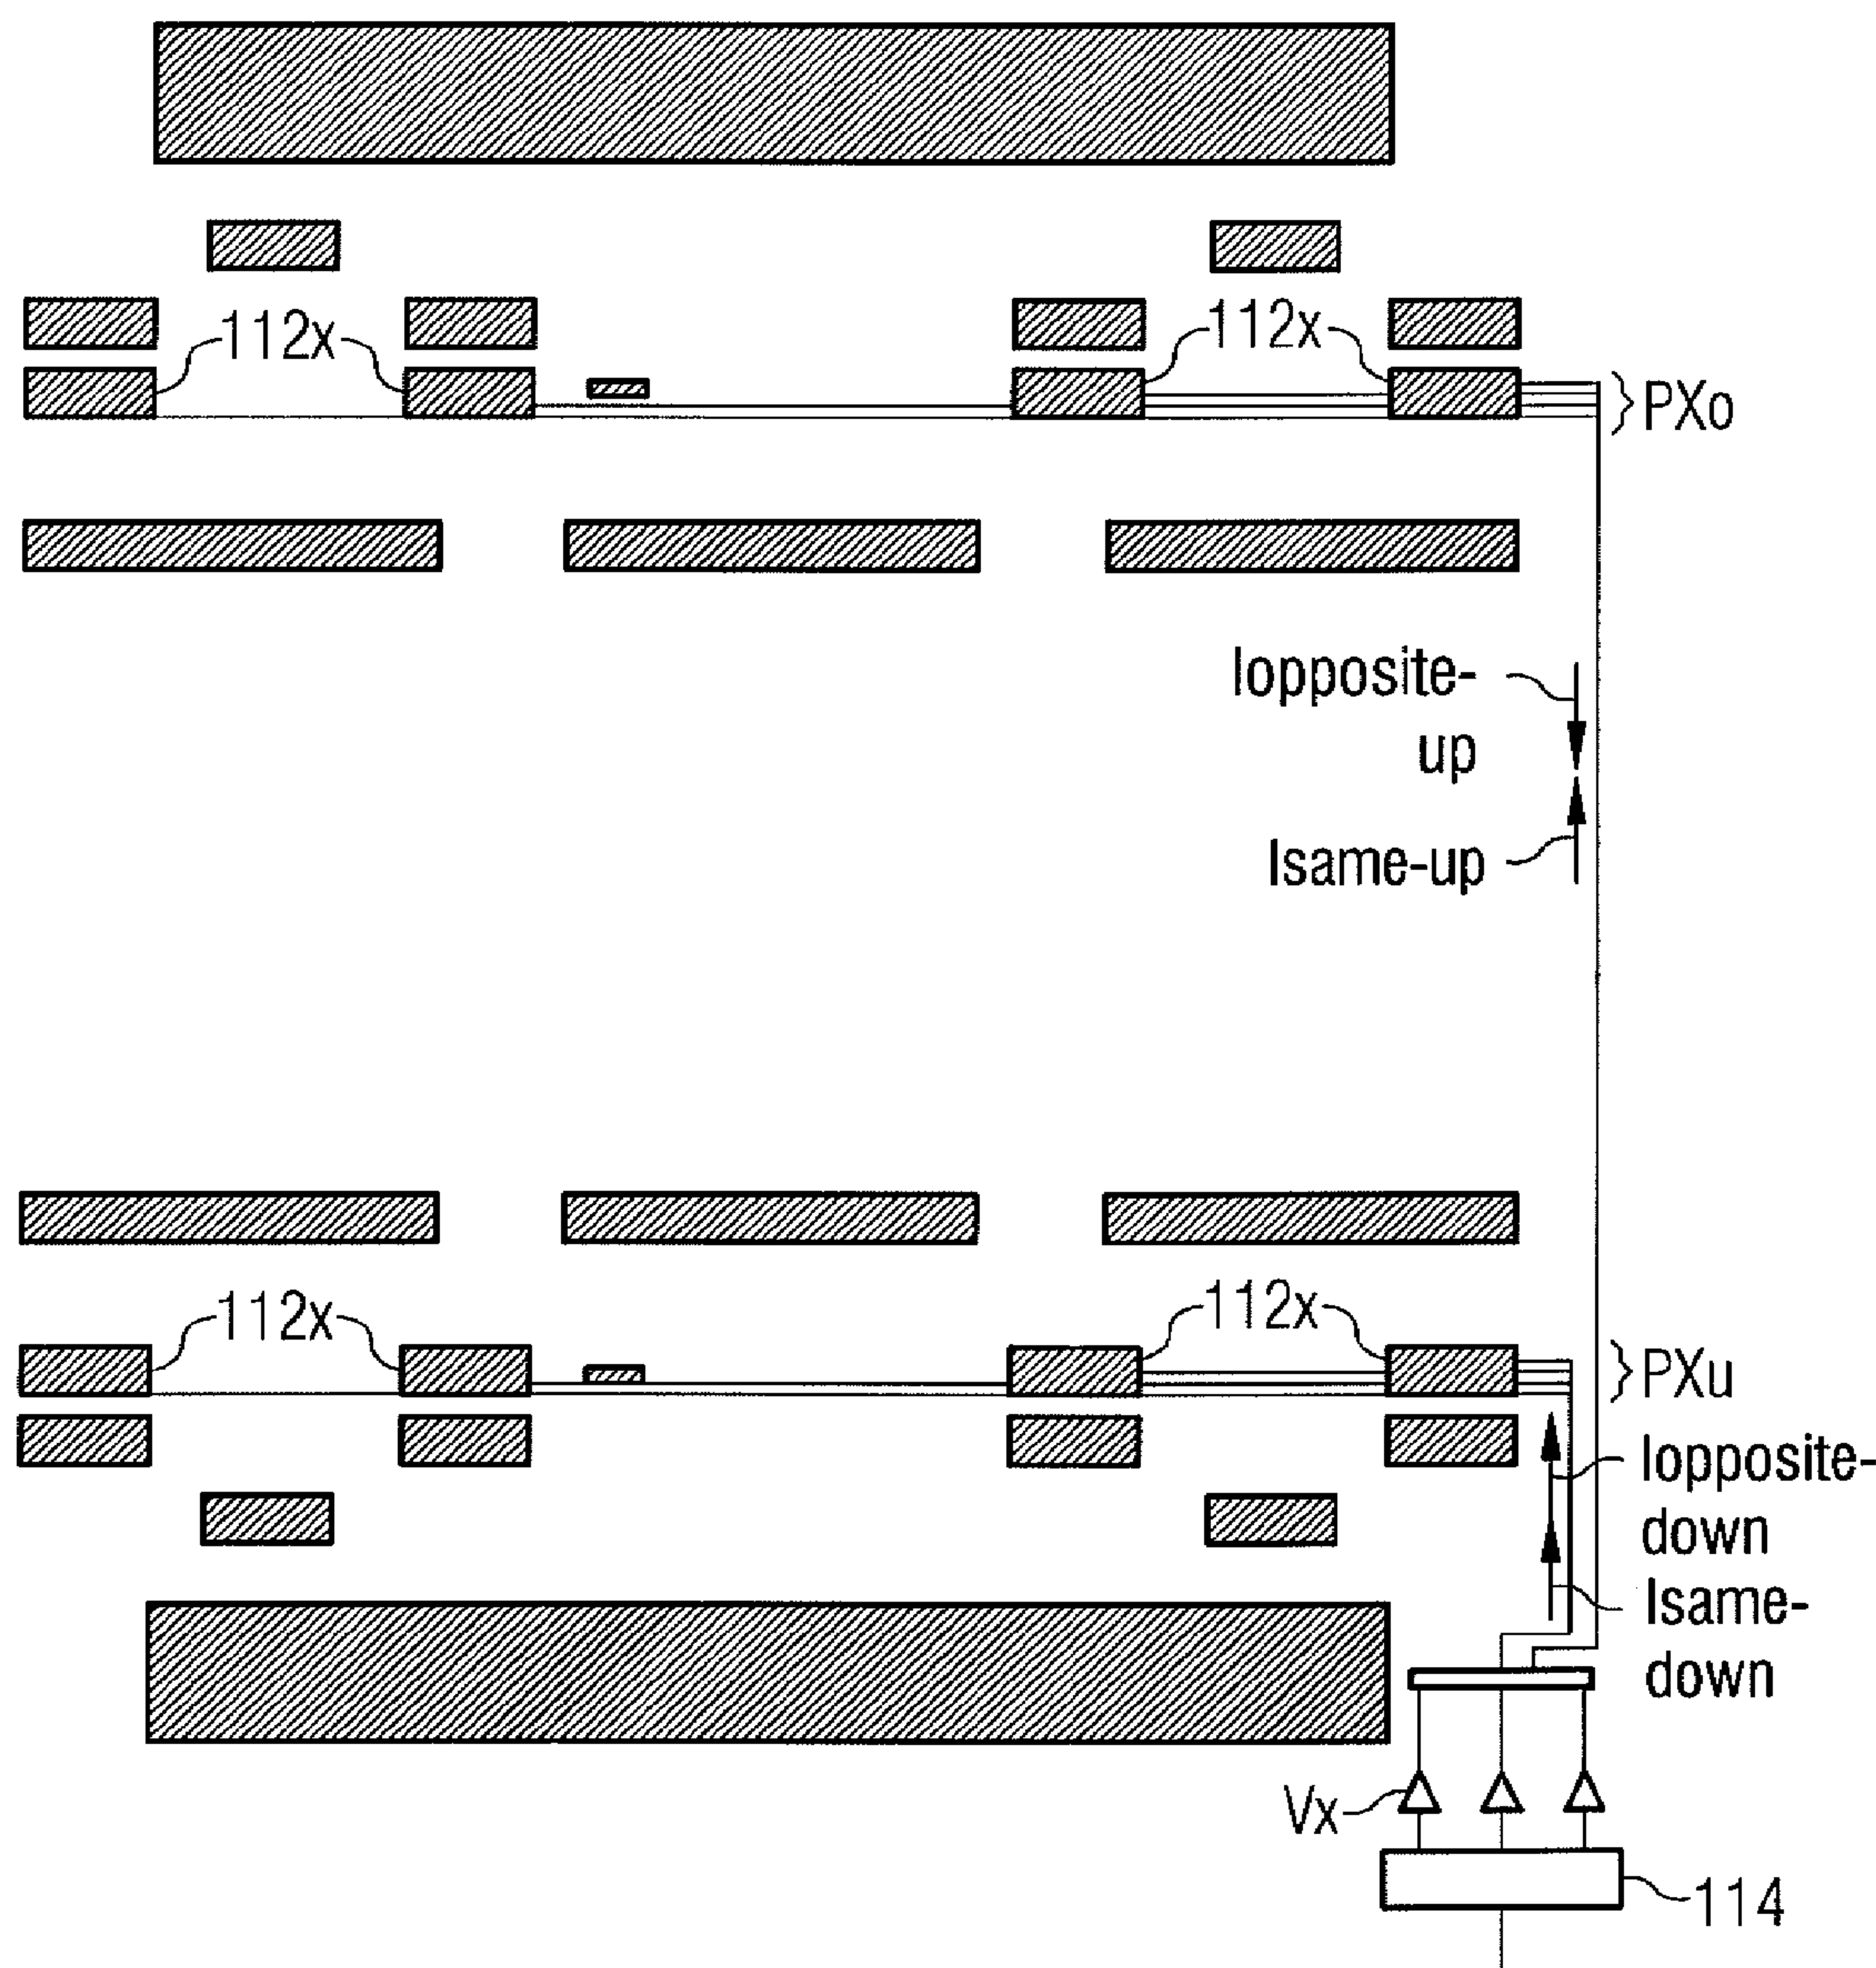 112x
112x
PXo
Iopposite-
up
Isame-up
112x
112x
PXu
Iopposite-
down
Isame-
down
Vx
114